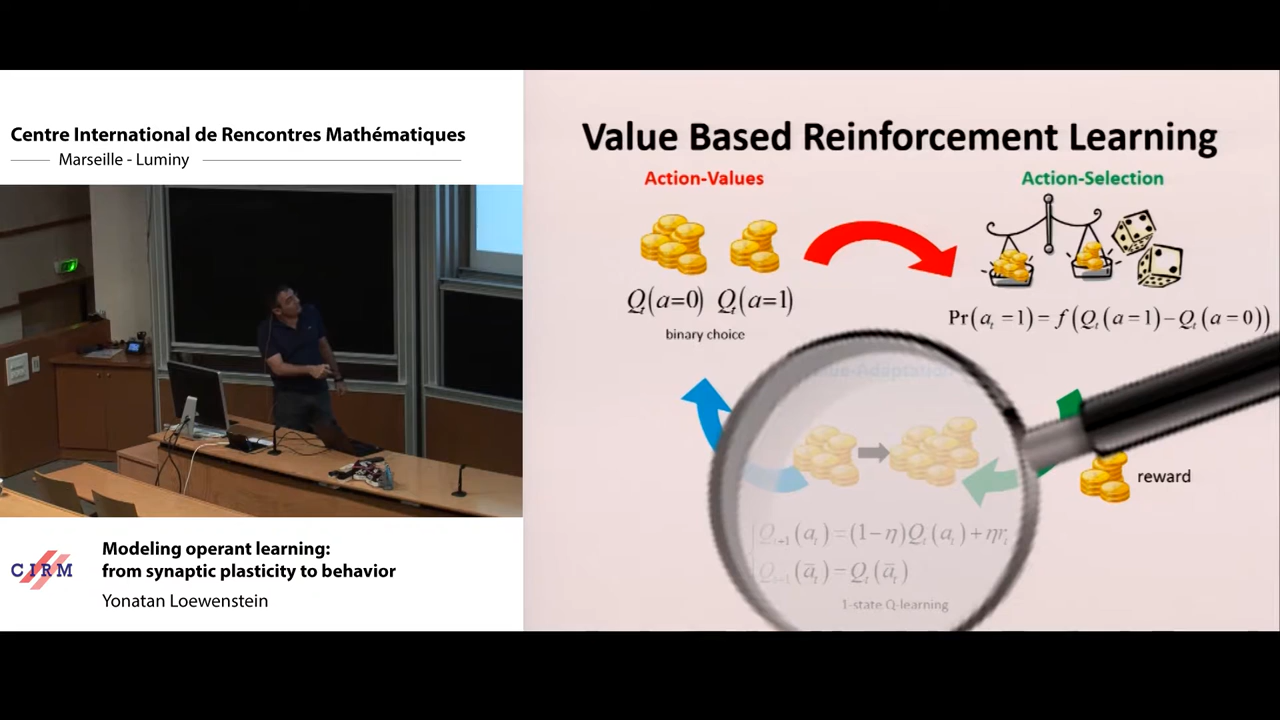 Centre International de Rencontres Mathématiques
Marseille - Luminy
CIRM
Modeling operant learning:
from synaptic plasticity to behavior
Yonatan Loewenstein
Value Based Reinforcement Learning
Action-Values
Action-Selection
Q_t(a=0) Q_t(a=1)
binary choice
Pr(a_t=1)=f(Q_t(a=1)-Q_t(a=0))
Value-Adaptation
reward
Q_{t+1}(a_t)=(1-η)Q_t(a_t)+ηr_t
Q_{t+1}(ā_t)=Q_t(ā_t)
1-state Q-learning